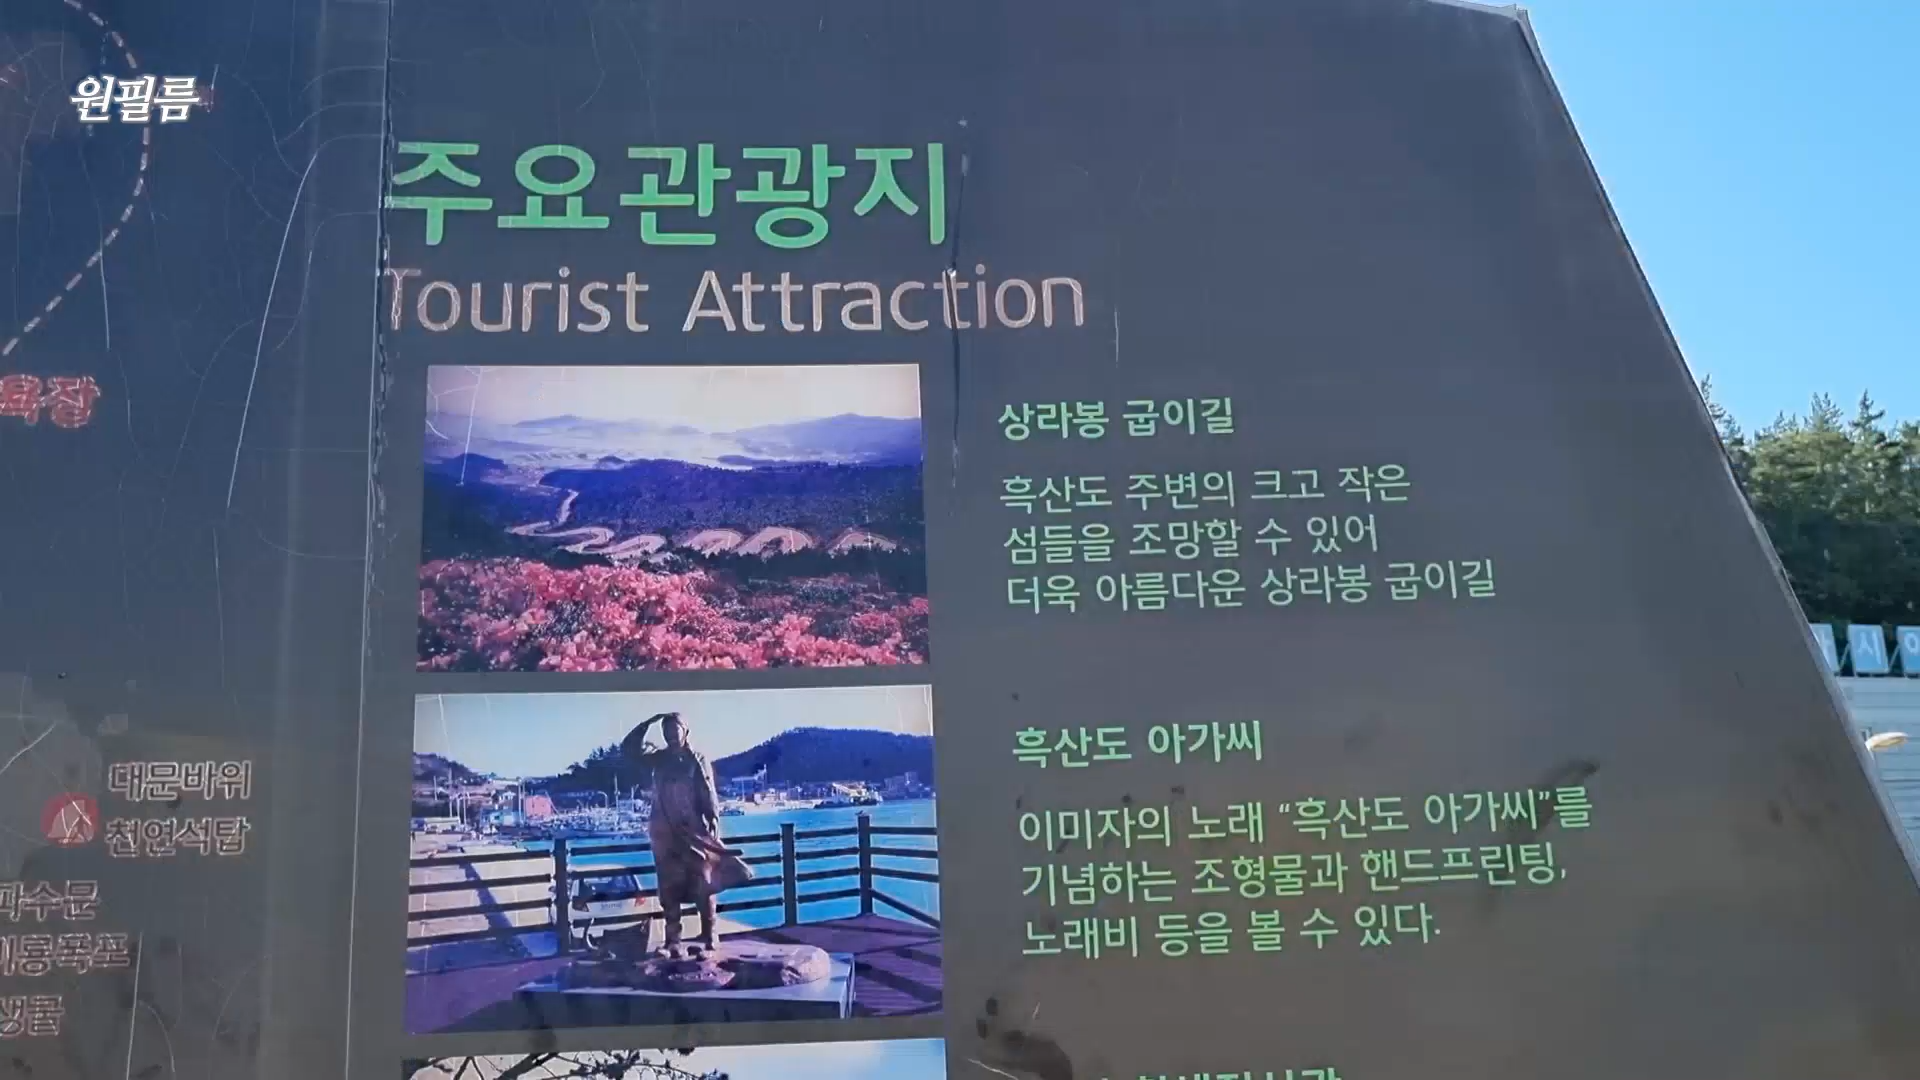 원필름
주요관광지
Tourist Attraction
상라봉 굽이길
흑산도 주변의 크고 작은
섬들을 조망할 수 있어
더욱 아름다운 상라봉 굽이길
흑산도 아가씨
이미자의 노래 “흑산도 아가씨”를
기념하는 조형물과 핸드프린팅,
노래비 등을 볼 수 있다.
대문바위
천연석탑